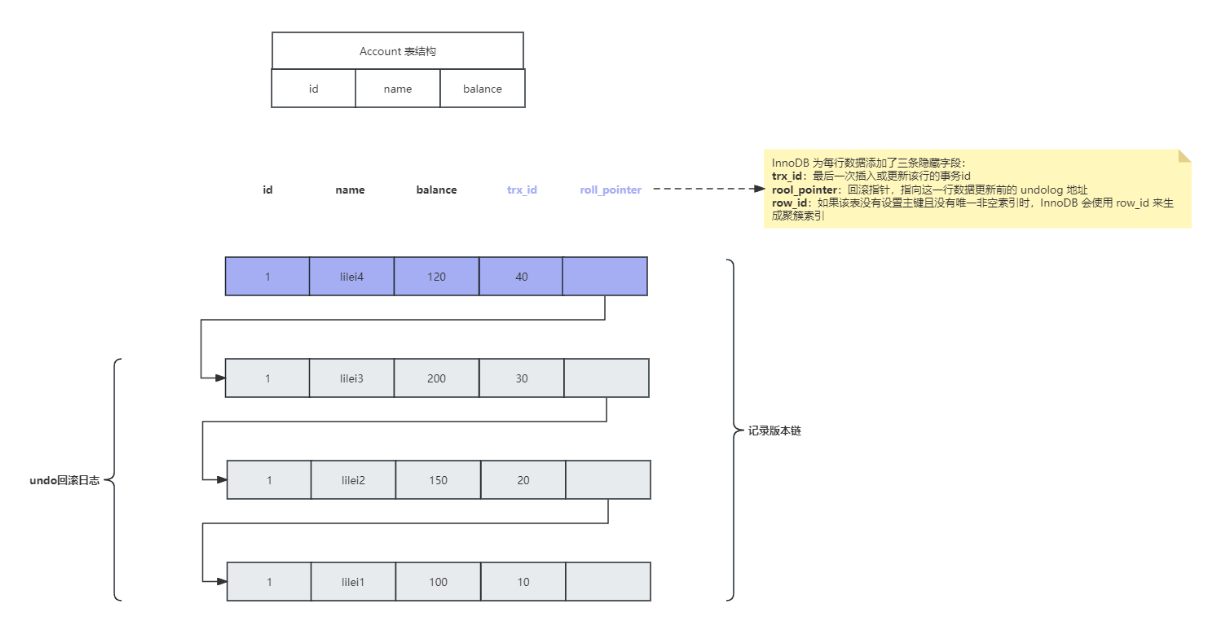 Account 表结构
id name balance
InnoDB 为每行数据添加了三条隐藏字段：
trx_id：最后一次插入或更新该行的事务id
rool_pointer：回滚指针，指向这一行数据更新前的 undolog 地址
row_id：如果该表没有设置主键且没有唯一非空索引时，InnoDB 会使用 row_id 来生
成聚簇索引
id name balance trx_id roll_pointer
1 lilei4 120 40
1 lilei3 200 30
记录版本链
undo回滚日志
1 lilei2 150 20
1 lilei1 100 10